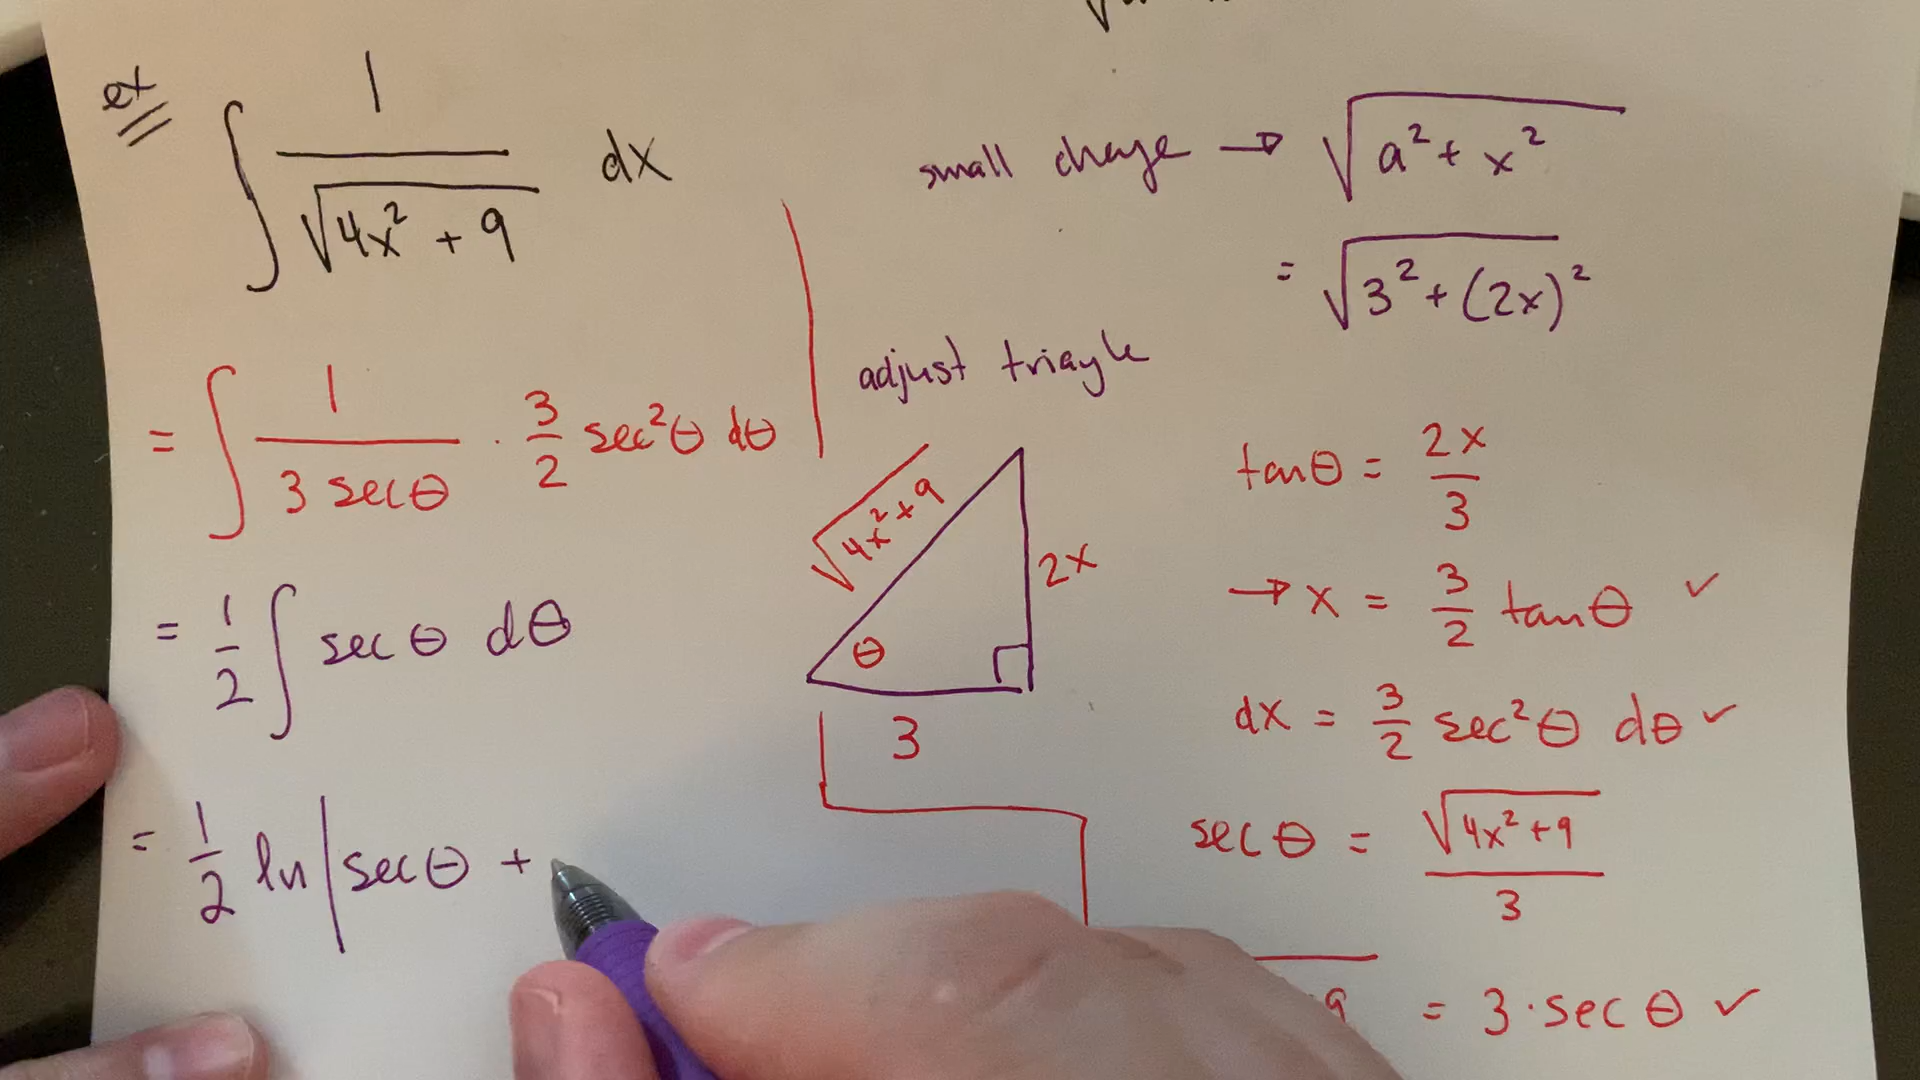 ex ∫ 1/√(4x² + 9) dx
= ∫ 1/(3 secθ) · 3/2 sec²θ dθ
= 1/2 ∫ secθ dθ
= 1/2 ln|secθ +
small change → √(a² + x²)
= √(3² + (2x)²)
adjust triangle
√(4x² + 9)
2x
θ
3
tanθ = 2x/3
→ x = 3/2 tanθ ✓
dx = 3/2 sec²θ dθ ✓
secθ = √(4x² + 9)/3
9 = 3 · secθ ✓